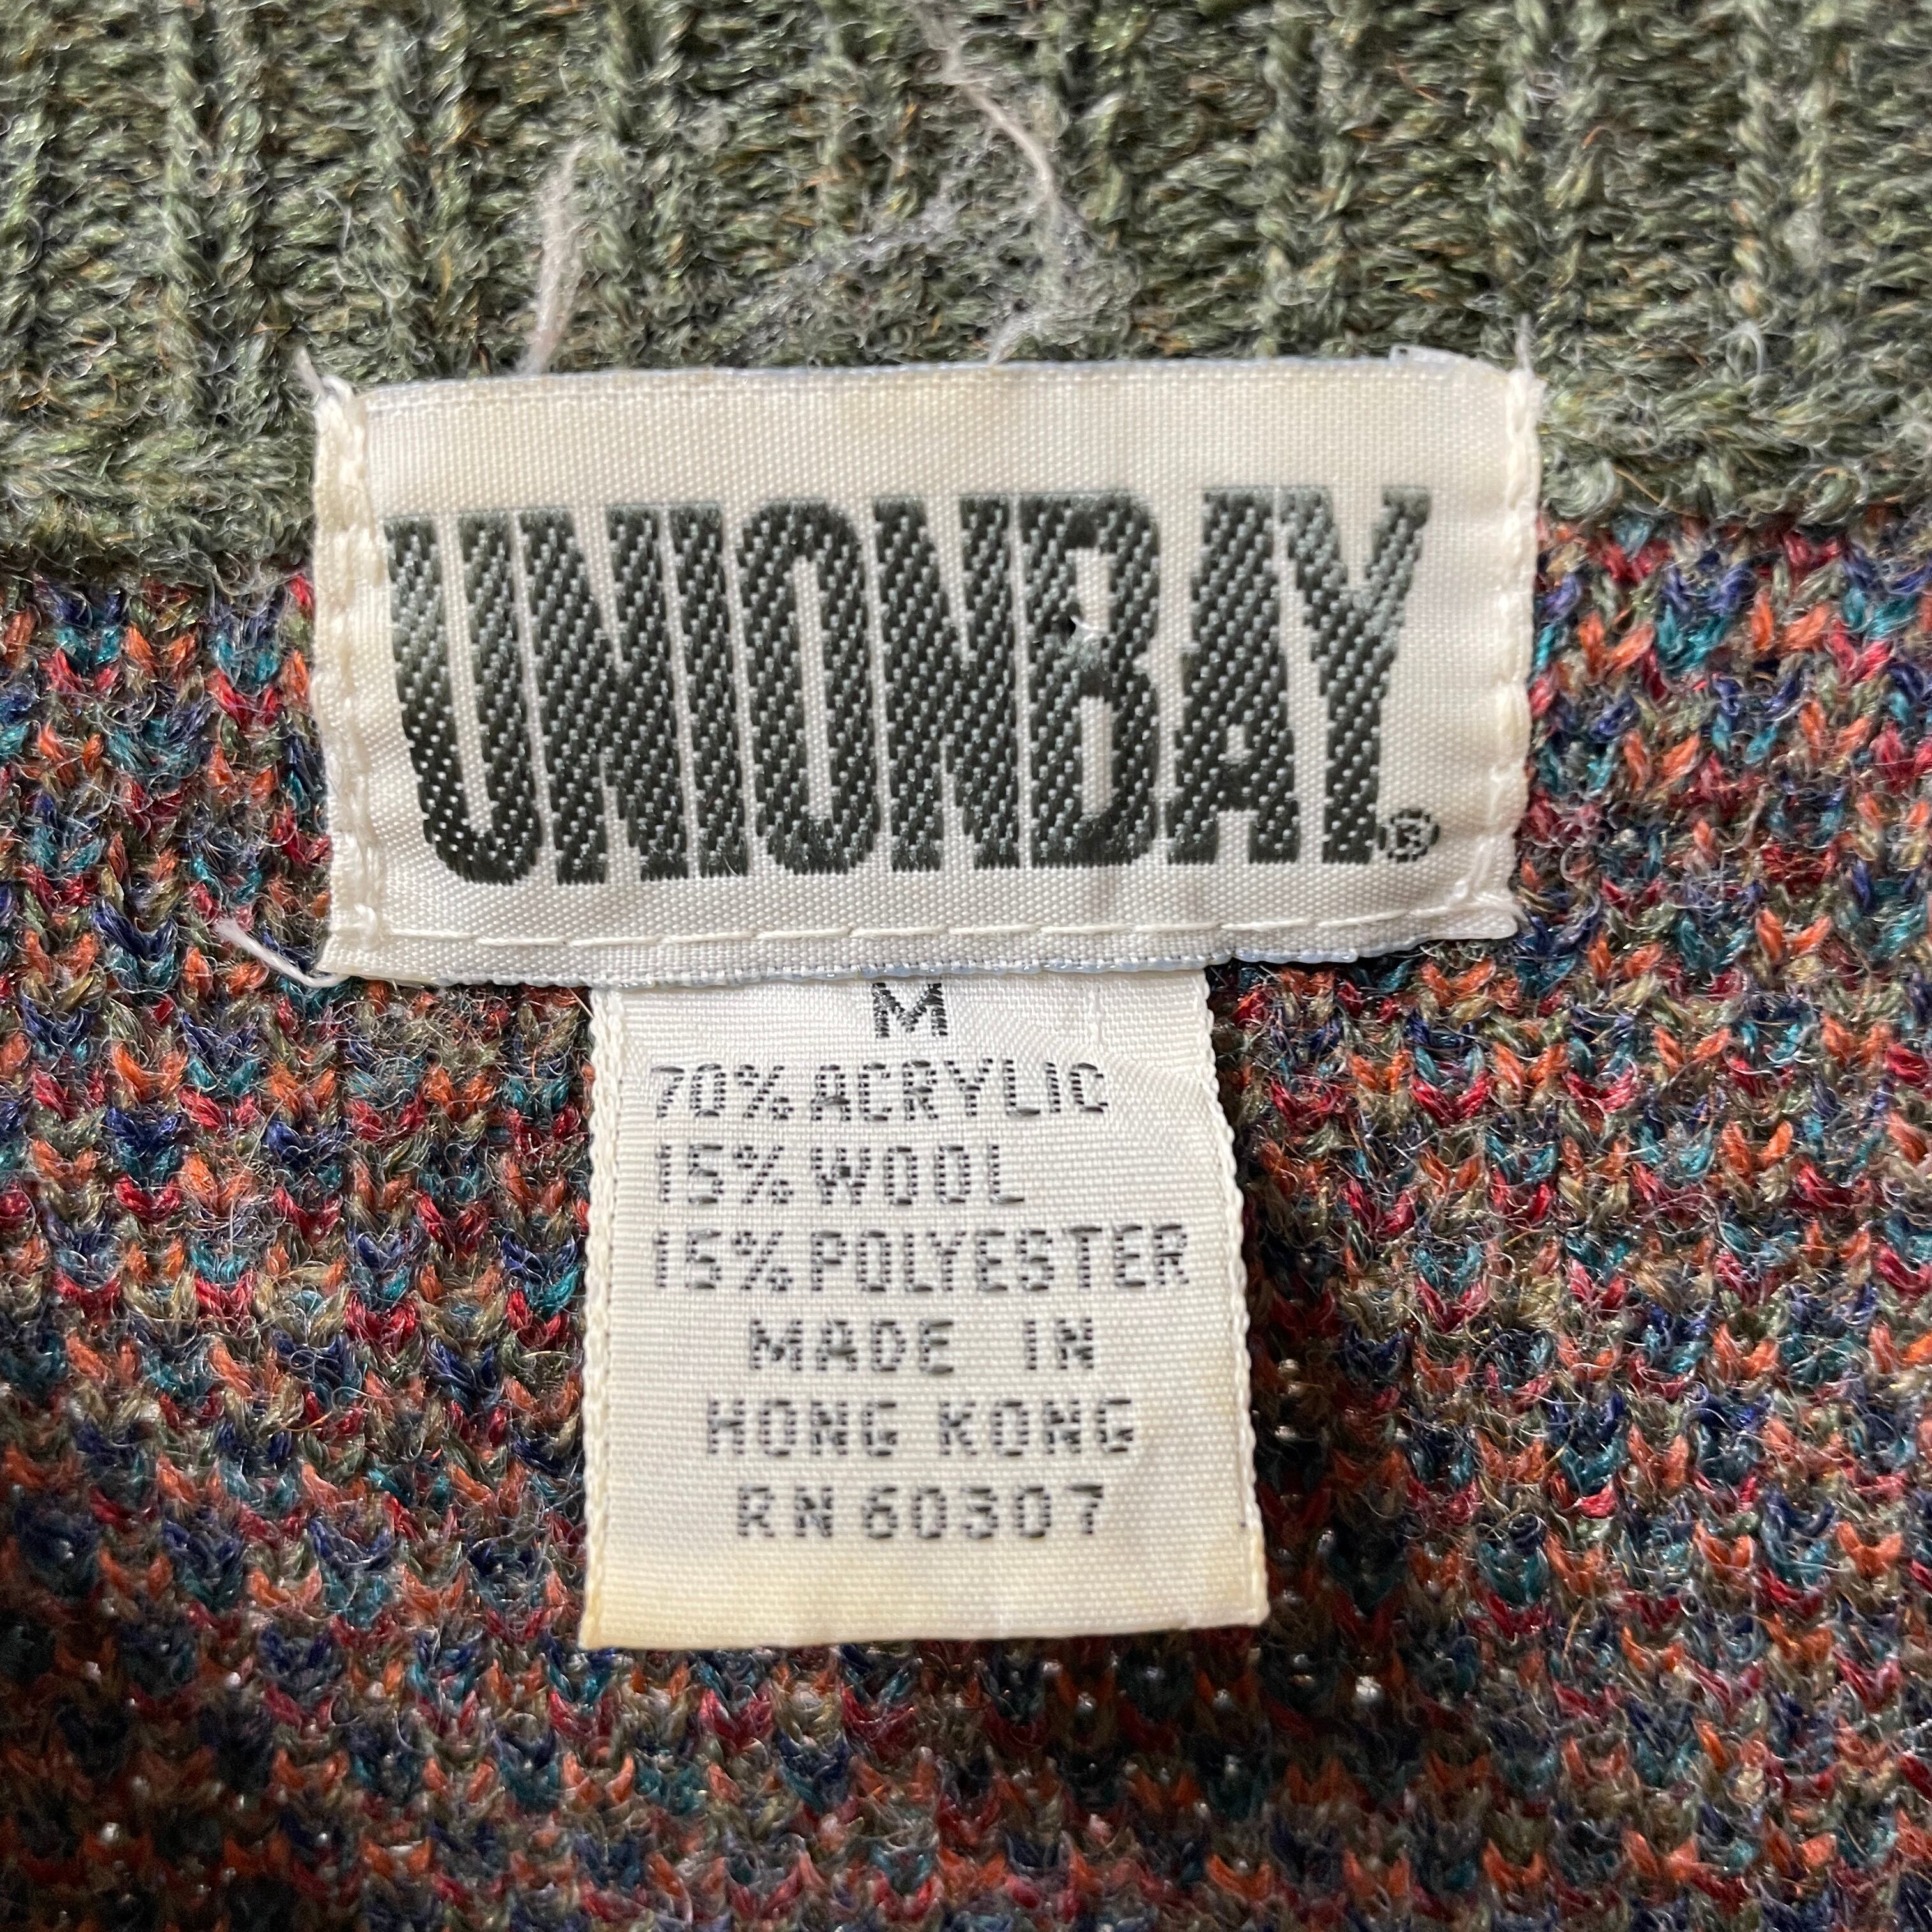 UNIONBAY®
M
70% ACRYLIC
15% WOOL
15% POLYESTER
MADE IN
HONG KONG
RN 60307